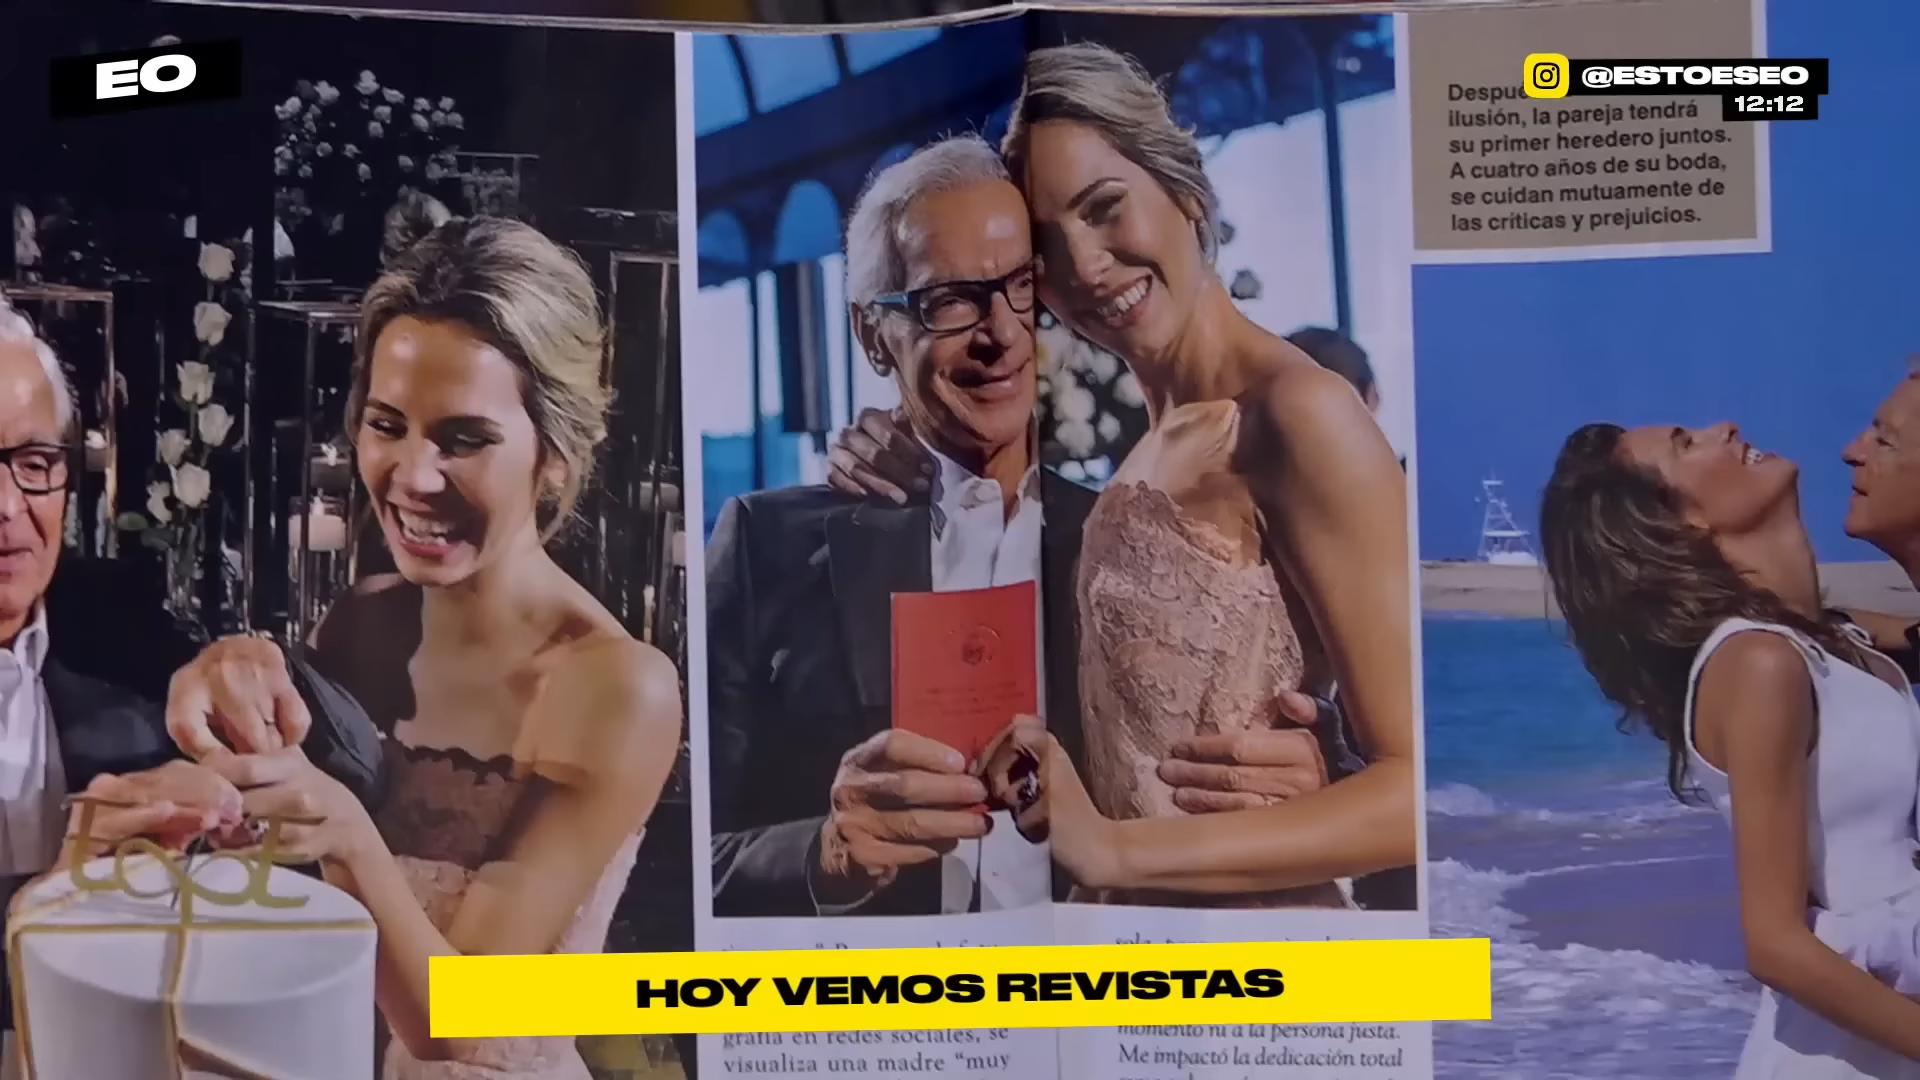 EO
@ESTOESEO
12:12
Despu
ilusión, la pareja tendrá
su primer heredero juntos.
A cuatro años de su boda,
se cuidan mutuamente de
las críticas y prejuicios.
HOY VEMOS REVISTAS
grafía en redes sociales, se
visualiza una madre “muy
momento ni a la persona justa.
Me impactó la dedicación total